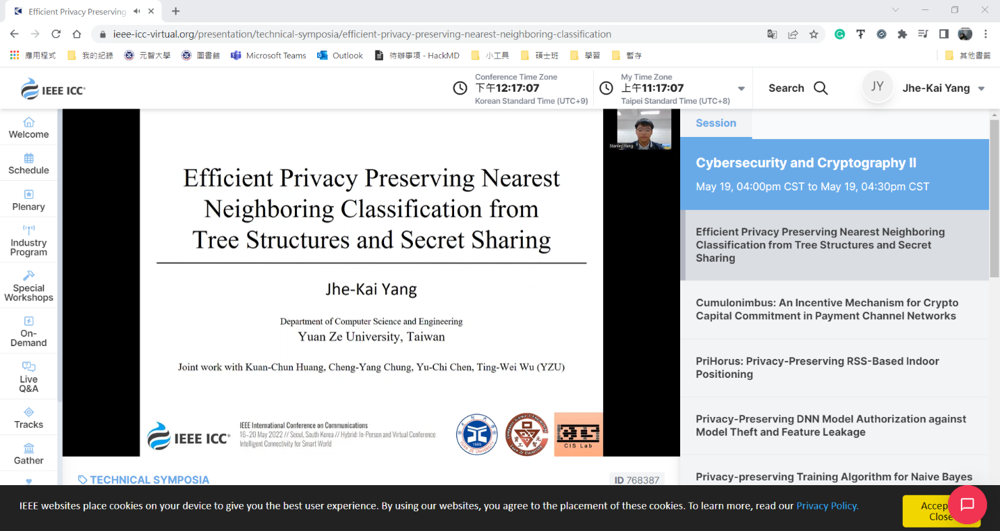 Efficient Privacy Preserving
ieee-icc-virtual.org/presentation/technical-symposia/efficient-privacy-preserving-nearest-neighboring-classification
應用程式 我的紀錄 元智大學 圖書館 Microsoft Teams Outlook 待辦事項 - HackMD 小工具 碩士班 學習 暫存 其他書籤
IEEE ICC®
Conference Time Zone
下午12:17:07
Korean Standard Time (UTC+9)
My Time Zone
上午11:17:07
Taipei Standard Time (UTC+8)
Search
JY
Jhe-Kai Yang
Welcome
Schedule
Plenary
Industry
Program
Special
Workshops
On-
Demand
Live
Q&A
Tracks
Gather
Stanley Yang
Efficient Privacy Preserving Nearest
Neighboring Classification from
Tree Structures and Secret Sharing
Jhe-Kai Yang
Department of Computer Science and Engineering
Yuan Ze University, Taiwan
Joint work with Kuan-Chun Huang, Cheng-Yang Chung, Yu-Chi Chen, Ting-Wei Wu (YZU)
IEEE ICC®
IEEE International Conference on Communications
16-20 May 2022 // Seoul, South Korea // Hybrid: In-Person and Virtual Conference
Intelligent Connectivity for Smart World
1989
YUAN ZE UNIVERSITY
CIS Lab
TECHNICAL SYMPOSIA
ID 768387
Session
Cybersecurity and Cryptography II
May 19, 04:00pm CST to May 19, 04:30pm CST
Efficient Privacy Preserving Nearest Neighboring
Classification from Tree Structures and Secret
Sharing
Cumulonimbus: An Incentive Mechanism for Crypto
Capital Commitment in Payment Channel Networks
PriHorus: Privacy-Preserving RSS-Based Indoor
Positioning
Privacy-Preserving DNN Model Authorization against
Model Theft and Feature Leakage
Privacy-preserving Training Algorithm for Naive Bayes
IEEE websites place cookies on your device to give you the best user experience. By using our websites, you agree to the placement of these cookies. To learn more, read our Privacy Policy.
Accep
Close